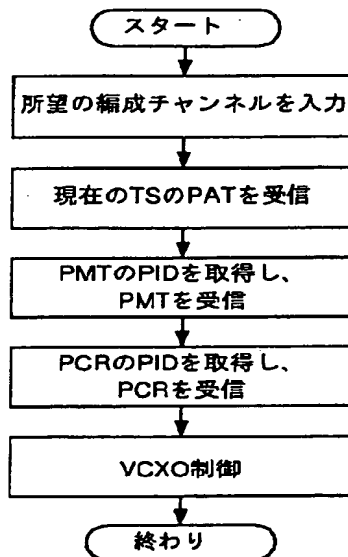 スタート
所望の編成チャンネルを入力
現在のTSのPATを受信
PMTのPIDを取得し、
PMTを受信
PCRのPIDを取得し、
PCRを受信
VCXO制御
終わり